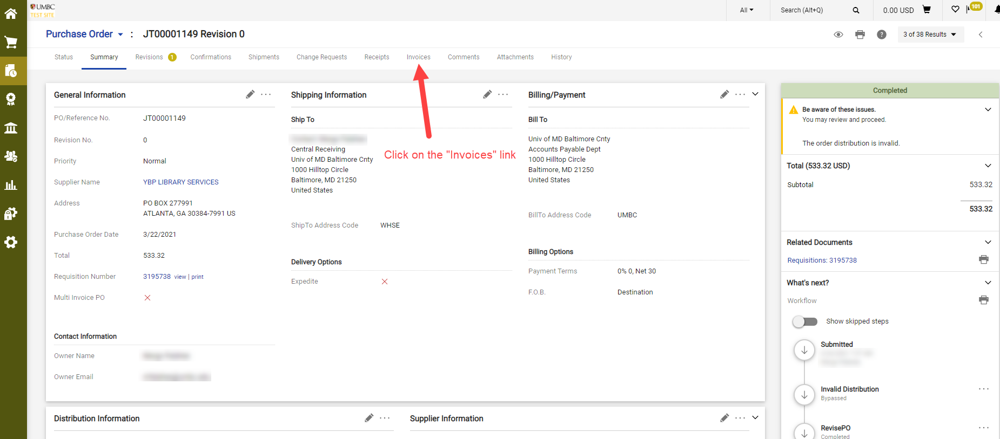 UMBC
TEST SITE
All
Search (Alt+Q)
0.00 USD
101
Purchase Order : JT00001149 Revision 0
3 of 38 Results
Status Summary Revisions 1 Confirmations Shipments Change Requests Receipts Invoices Comments Attachments History
General Information
PO/Reference No. JT00001149
Revision No. 0
Priority Normal
Supplier Name YBP LIBRARY SERVICES
Address PO BOX 277991
ATLANTA, GA 30384-7991 US
Purchase Order Date 3/22/2021
Total 533.32
Requisition Number 3195738 view | print
Multi Invoice PO
Contact Information
Owner Name
Owner Email
Shipping Information
Ship To
Central Receiving
Univ of MD Baltimore Cnty
1000 Hilltop Circle
Baltimore, MD 21250
United States
ShipTo Address Code WHSE
Delivery Options
Expedite
Click on the "Invoices" link
Billing/Payment
Bill To
Univ of MD Baltimore Cnty
Accounts Payable Dept
1000 Hilltop Circle
Baltimore, MD 21250
United States
BillTo Address Code UMBC
Billing Options
Payment Terms 0% 0, Net 30
F.O.B. Destination
Distribution Information
Supplier Information
Completed
Be aware of these issues.
You may review and proceed.
The order distribution is invalid.
Total (533.32 USD)
Subtotal 533.32
533.32
Related Documents
Requisitions: 3195738
What's next?
Workflow
Show skipped steps
Submitted
Invalid Distribution
Bypassed
RevisePO
Completed